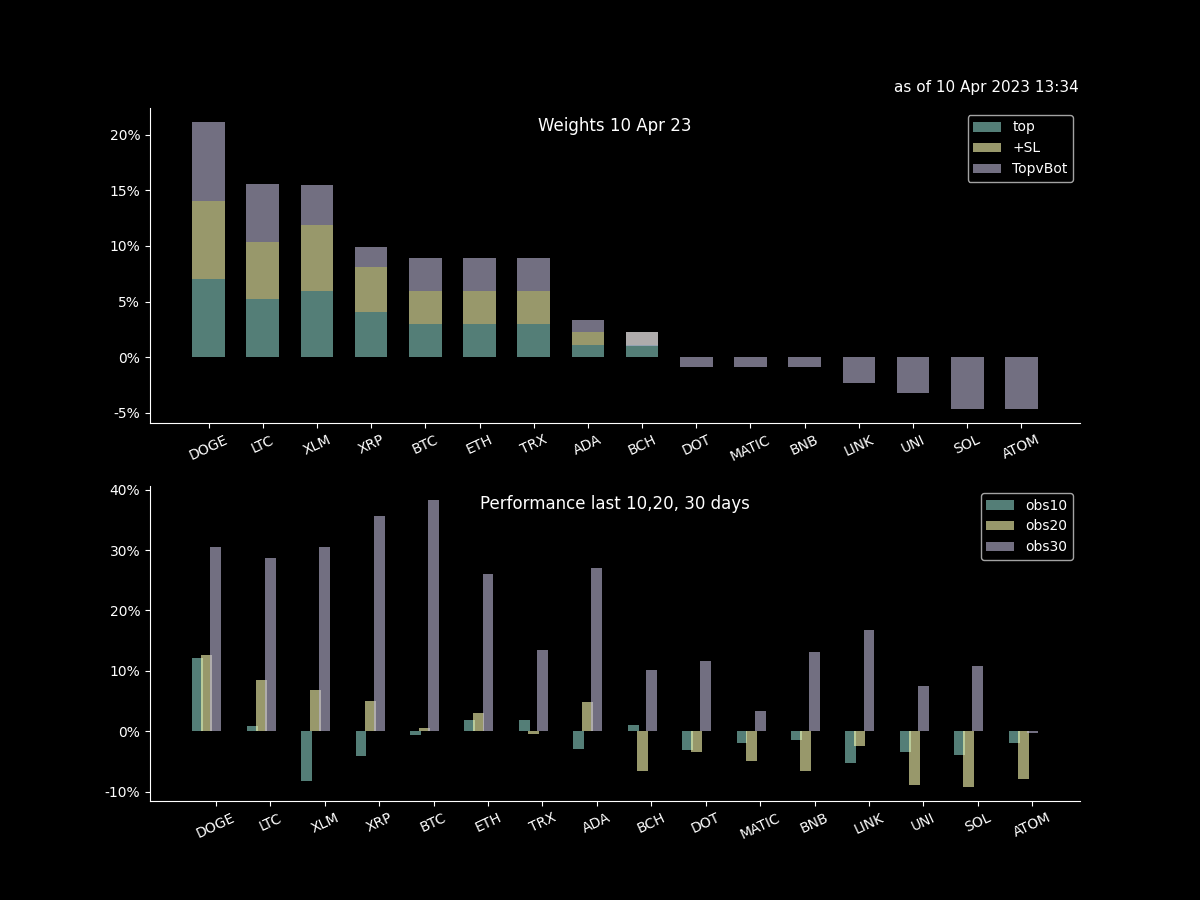 as of 10 Apr 2023 13:34
Weights 10 Apr 23
top
+SL
TopvBot
20%
15%
10%
5%
0%
-5%
DOGE LTC XLM XRP BTC ETH TRX ADA BCH DOT MATIC BNB LINK UNI SOL ATOM
Performance last 10,20, 30 days
obs10
obs20
obs30
40%
30%
20%
10%
0%
-10%
DOGE LTC XLM XRP BTC ETH TRX ADA BCH DOT MATIC BNB LINK UNI SOL ATOM